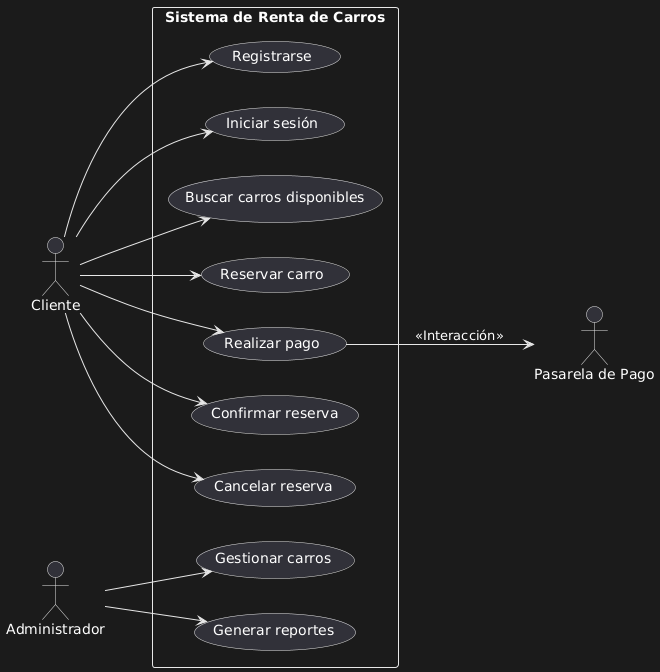 Sistema de Renta de Carros
Registrarse
Iniciar sesión
Buscar carros disponibles
Cliente
Reservar carro
Realizar pago
«Interacción»
Pasarela de Pago
Confirmar reserva
Cancelar reserva
Gestionar carros
Administrador
Generar reportes